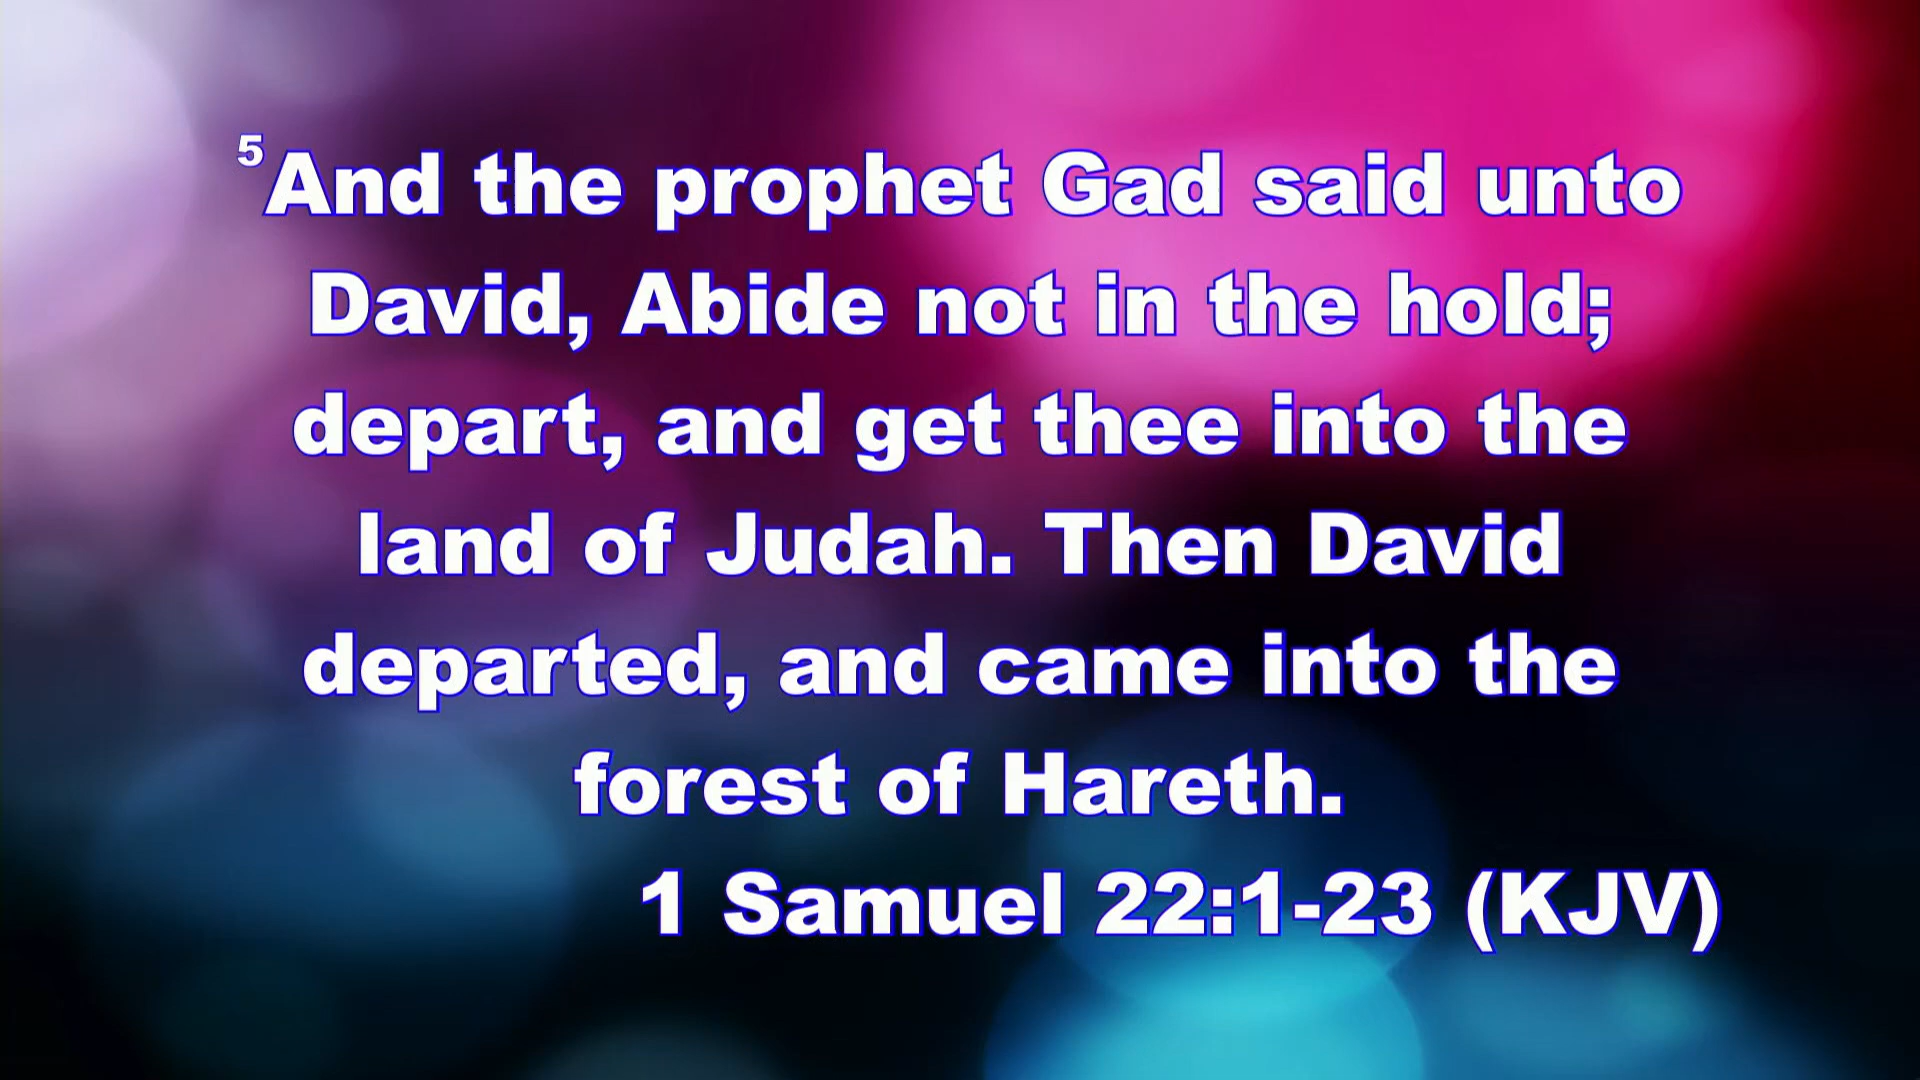 5And the prophet Gad said unto
David, Abide not in the hold;
depart, and get thee into the
land of Judah. Then David
departed, and came into the
forest of Hareth.
1 Samuel 22:1-23 (KJV)